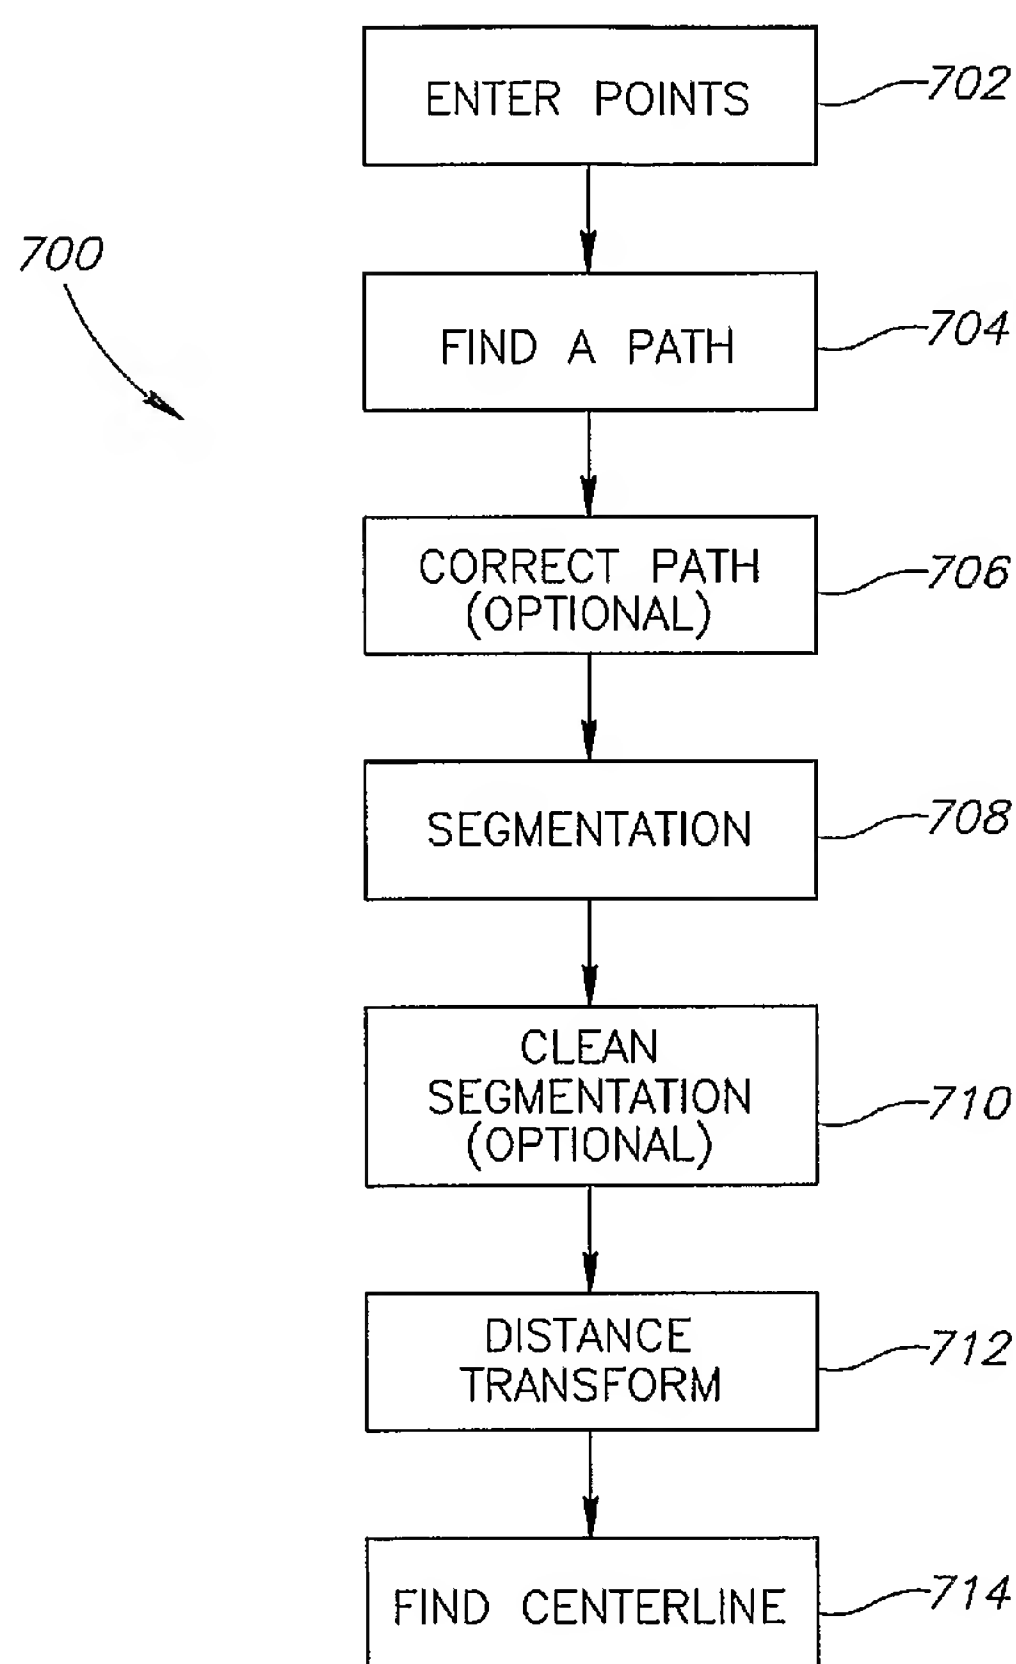 ENTER POINTS
702
700
FIND A PATH
704
CORRECT PATH
(OPTIONAL)
706
SEGMENTATION
708
CLEAN
SEGMENTATION
(OPTIONAL)
710
DISTANCE
TRANSFORM
712
FIND CENTERLINE
714